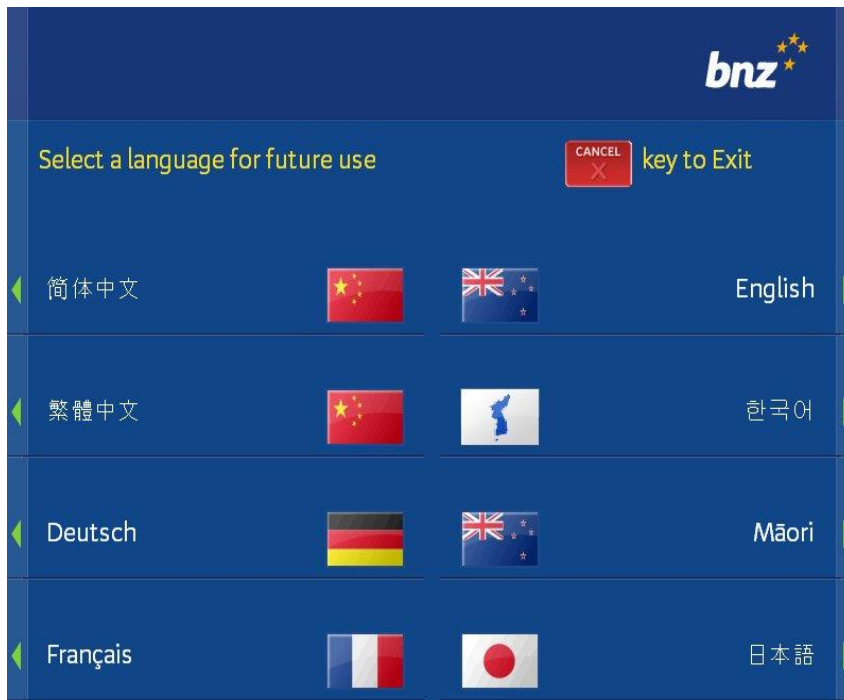 bnz
Select a language for future use CANCEL X key to Exit
简体中文 English
繁體中文 한국어
Deutsch Māori
Français 日本語